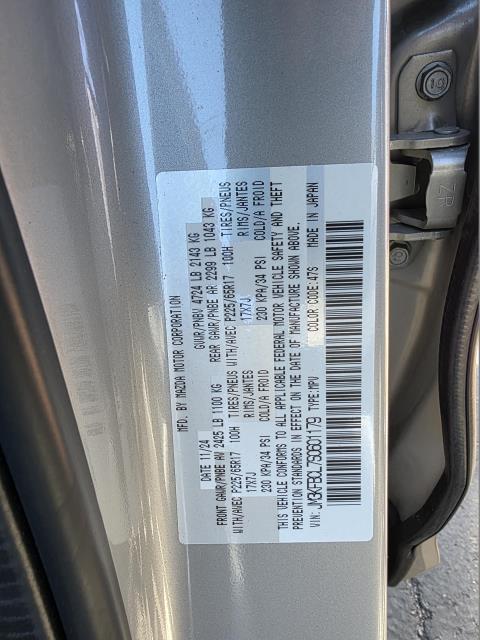 MFD. BY MAZDA MOTOR CORPORATION
DATE 11/24 GVWR/PNBV 4724 LB 2143 KG
FRONT GAWR/PNBE AV 2425 LB 1100 KG REAR GAWR/PNBE AR 2299 LB 1043 KG
WITH/AVEC P225/65R17 100H TIRES/PNEUS WITH/AVEC P225/65R17 100H TIRES/PNEUS
17X7J RIMS/JANTES 17X7J RIMS/JANTES
230 KPA/34 PSI COLD/A FROID 230 KPA/34 PSI COLD/A FROID
THIS VEHICLE CONFORMS TO ALL APPLICABLE FEDERAL MOTOR VEHICLE SAFETY AND THEFT
PREVENTION STANDARDS IN EFFECT ON THE DATE OF MANUFACTURE SHOWN ABOVE.
VIN: TYPE:MPV COLOR CODE:47S MADE IN JAPAN
ZR